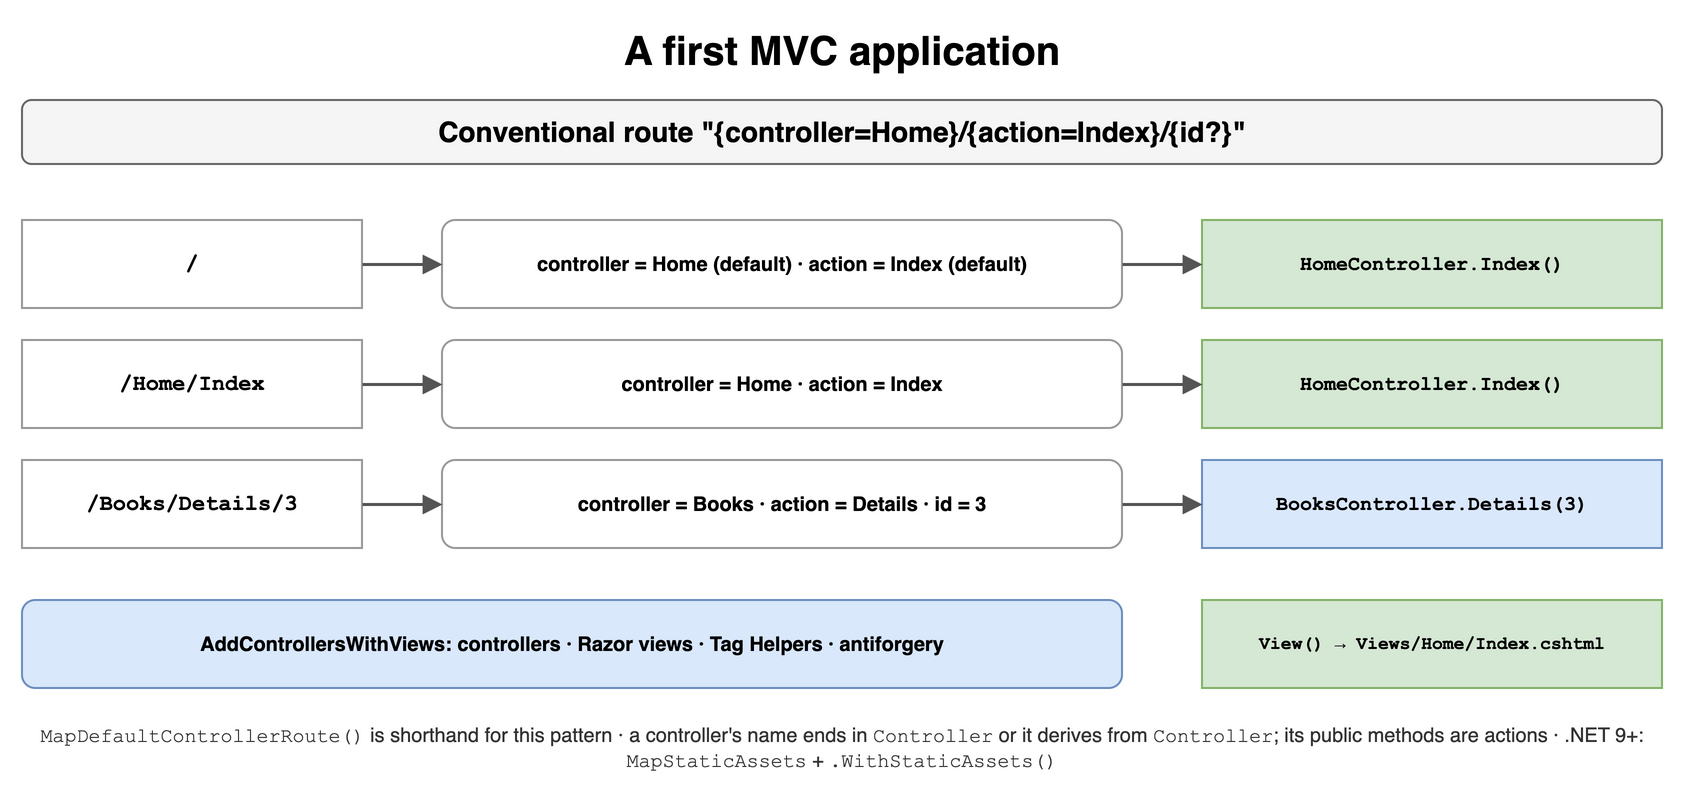 A first MVC application
Conventional route "{controller=Home}/{action=Index}/{id?}"
/
controller = Home (default) · action = Index (default)
HomeController.Index()
/Home/Index
controller = Home · action = Index
HomeController.Index()
/Books/Details/3
controller = Books · action = Details · id = 3
BooksController.Details(3)
AddControllersWithViews: controllers · Razor views · Tag Helpers · antiforgery
View() → Views/Home/Index.cshtml
MapDefaultControllerRoute() is shorthand for this pattern · a controller's name ends in Controller or it derives from Controller; its public methods are actions · .NET 9+:
MapStaticAssets + .WithStaticAssets()